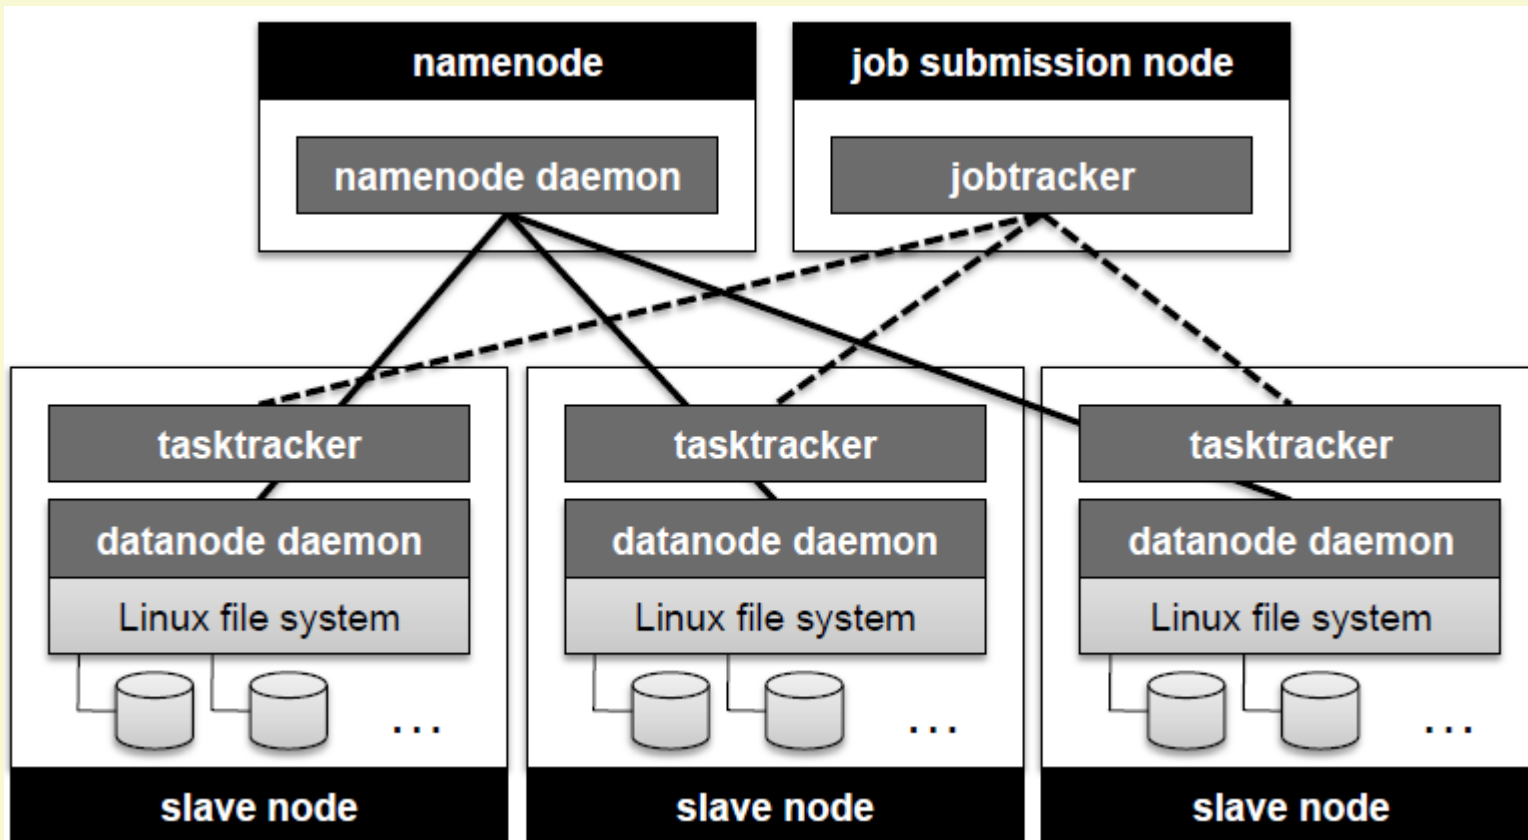 namenode
job submission node
namenode daemon
jobtracker
tasktracker
tasktracker
tasktracker
datanode daemon
datanode daemon
datanode daemon
Linux file system
Linux file system
Linux file system
...
...
...
slave node
slave node
slave node